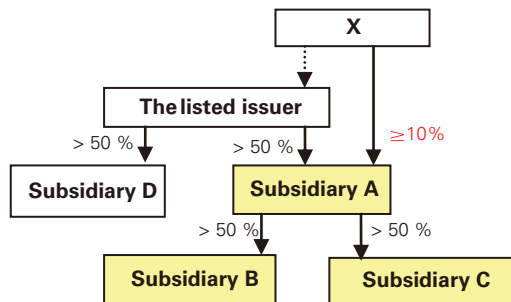 X
The listed issuer
> 50 %
> 50 %
≥10%
Subsidiary D
Subsidiary A
> 50 %
> 50 %
Subsidiary B
Subsidiary C